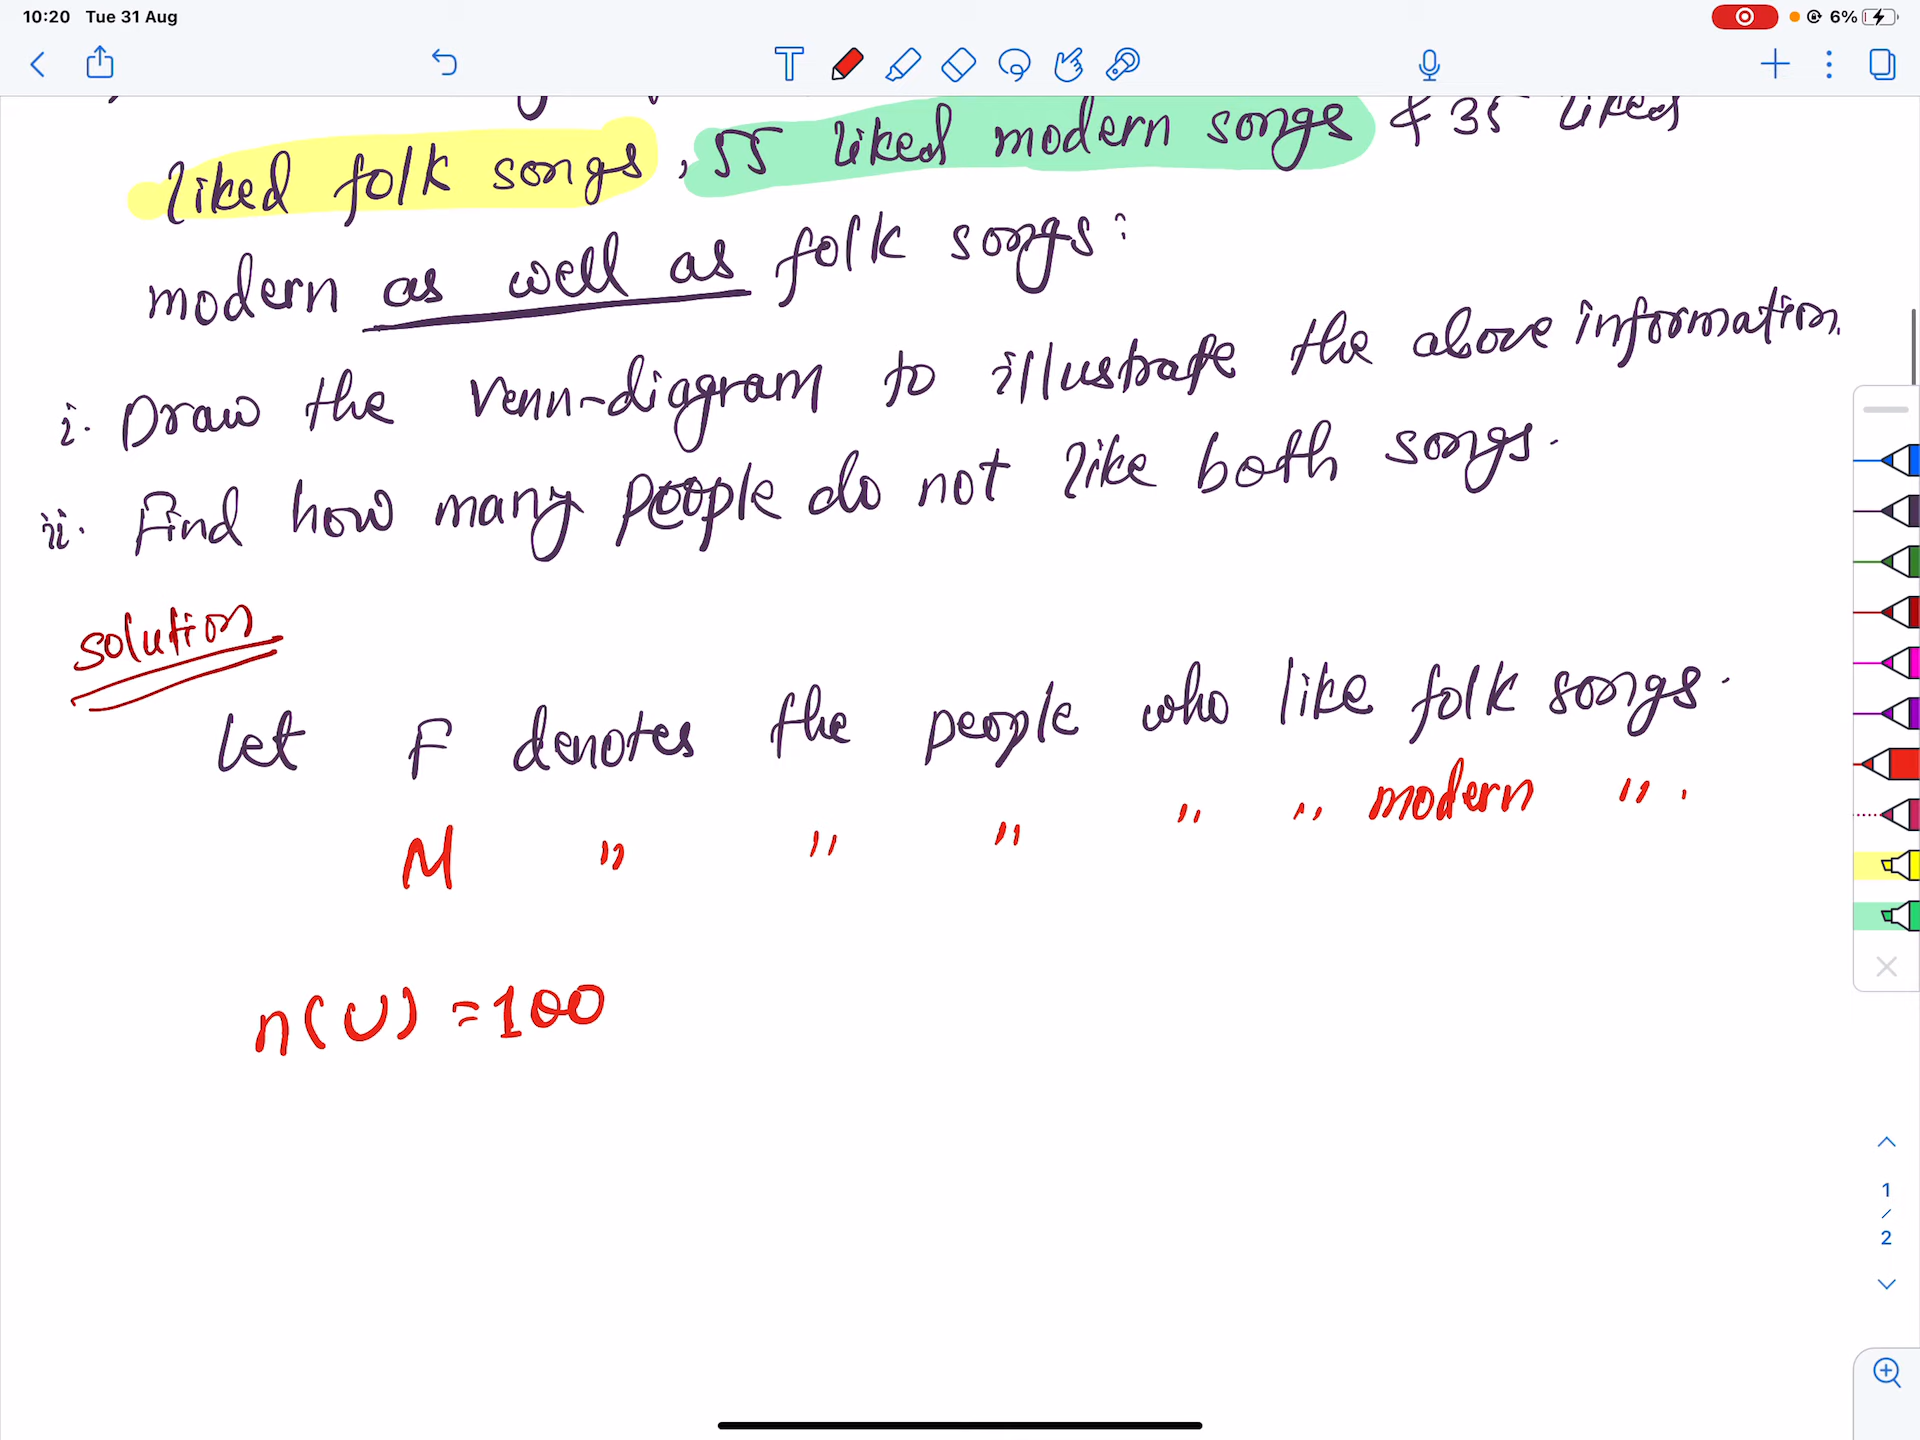 10:20 Tue 31 Aug
6%
T
liked folk songs, 55 liked modern songs & 35 liked
modern as well as folk songs:
i. Draw the Venn-diagram to illustrate the above information.
ii. Find how many people do not like both songs.
solution
Let F denotes the people who like folk songs.
M " " " " " modern ".
n(U) = 100
1
/
2